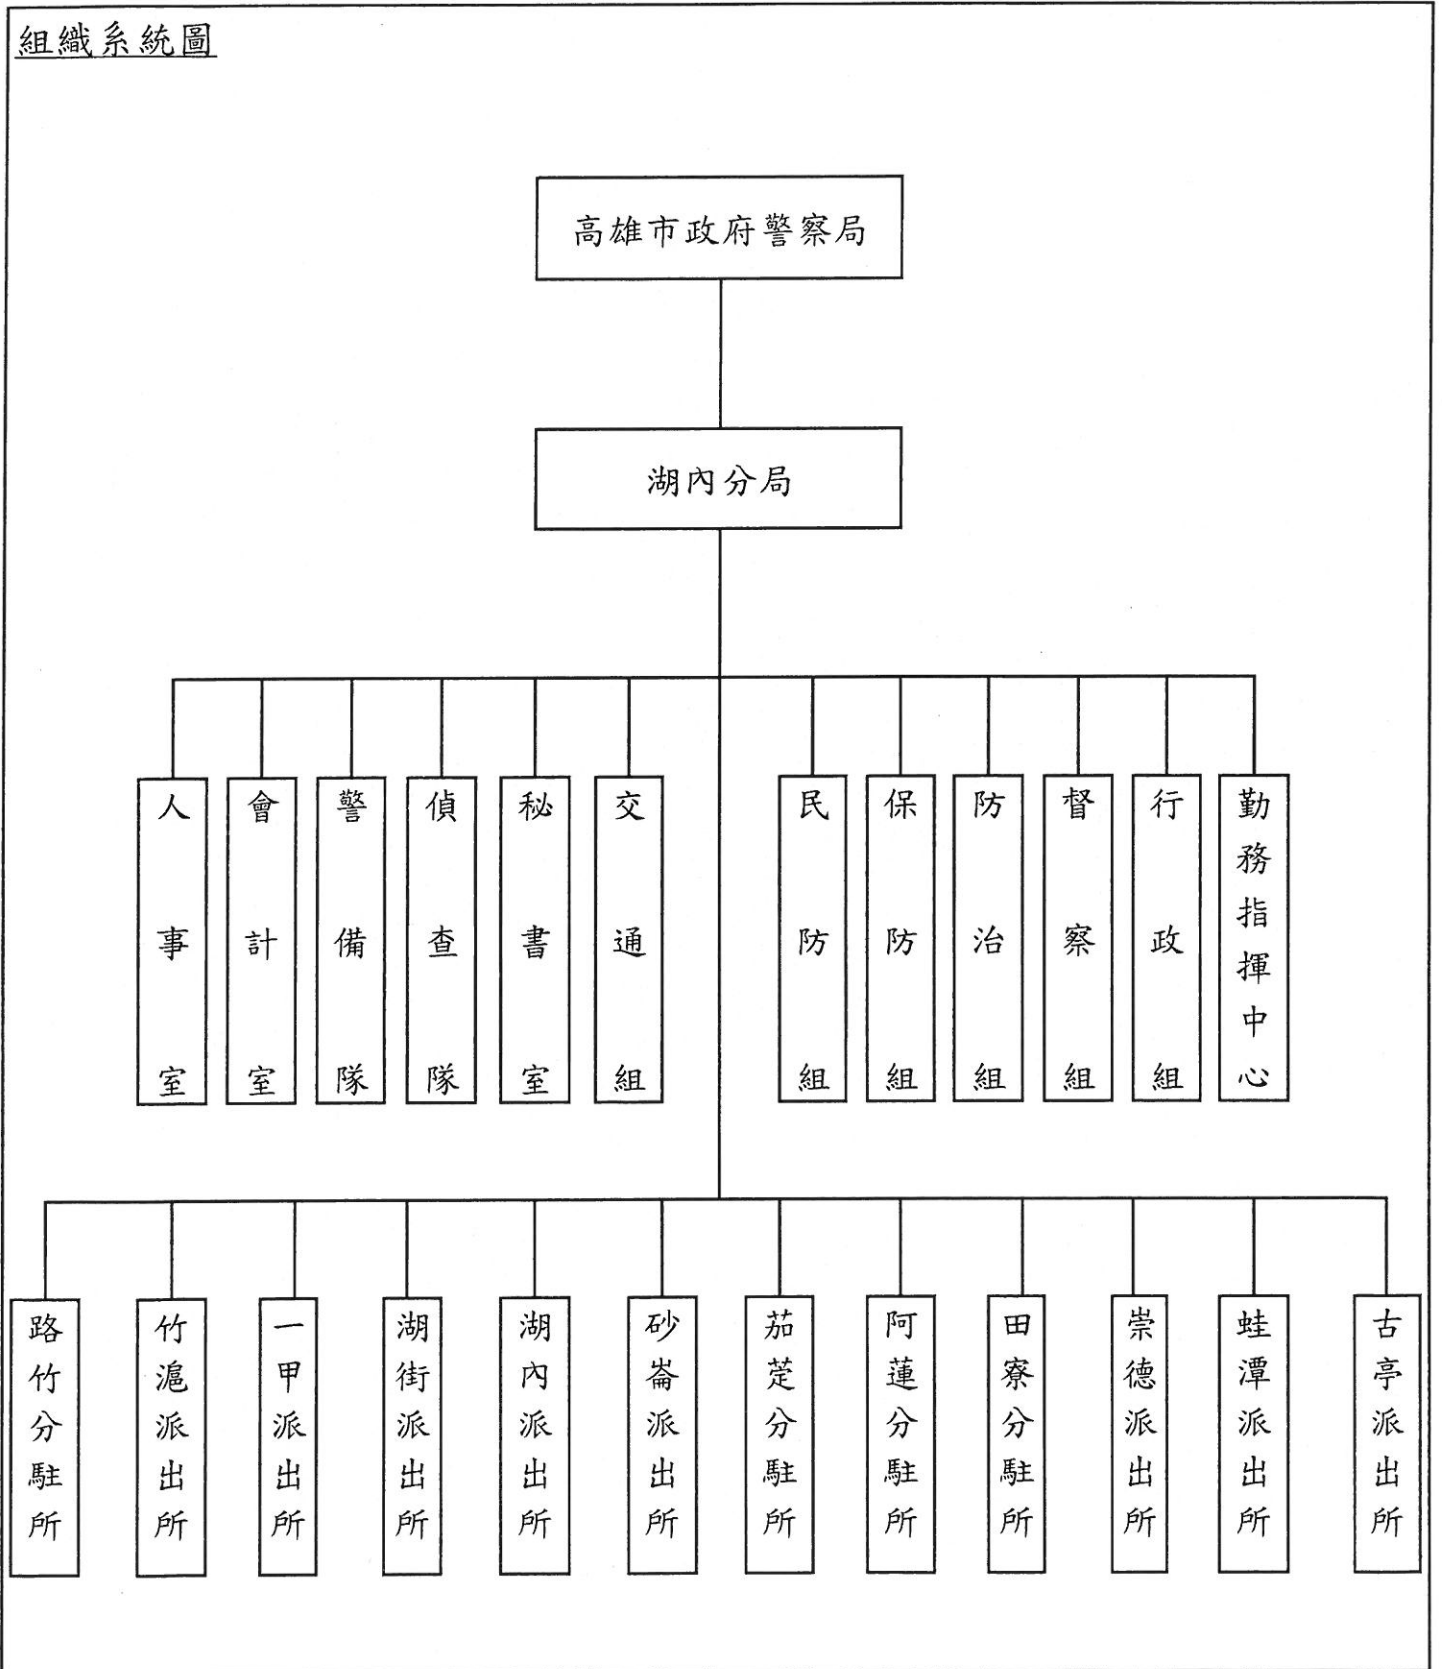 組織系統圖
高雄市政府警察局
湖內分局
人事室
會計室
警備隊
偵查隊
秘書室
交通組
民防組
保防組
防治組
督察組
行政組
勤務指揮中心
路竹分駐所
竹滬派出所
一甲派出所
湖街派出所
湖內派出所
砂崙派出所
茄萣分駐所
阿蓮分駐所
田寮分駐所
崇德派出所
蛙潭派出所
古亭派出所